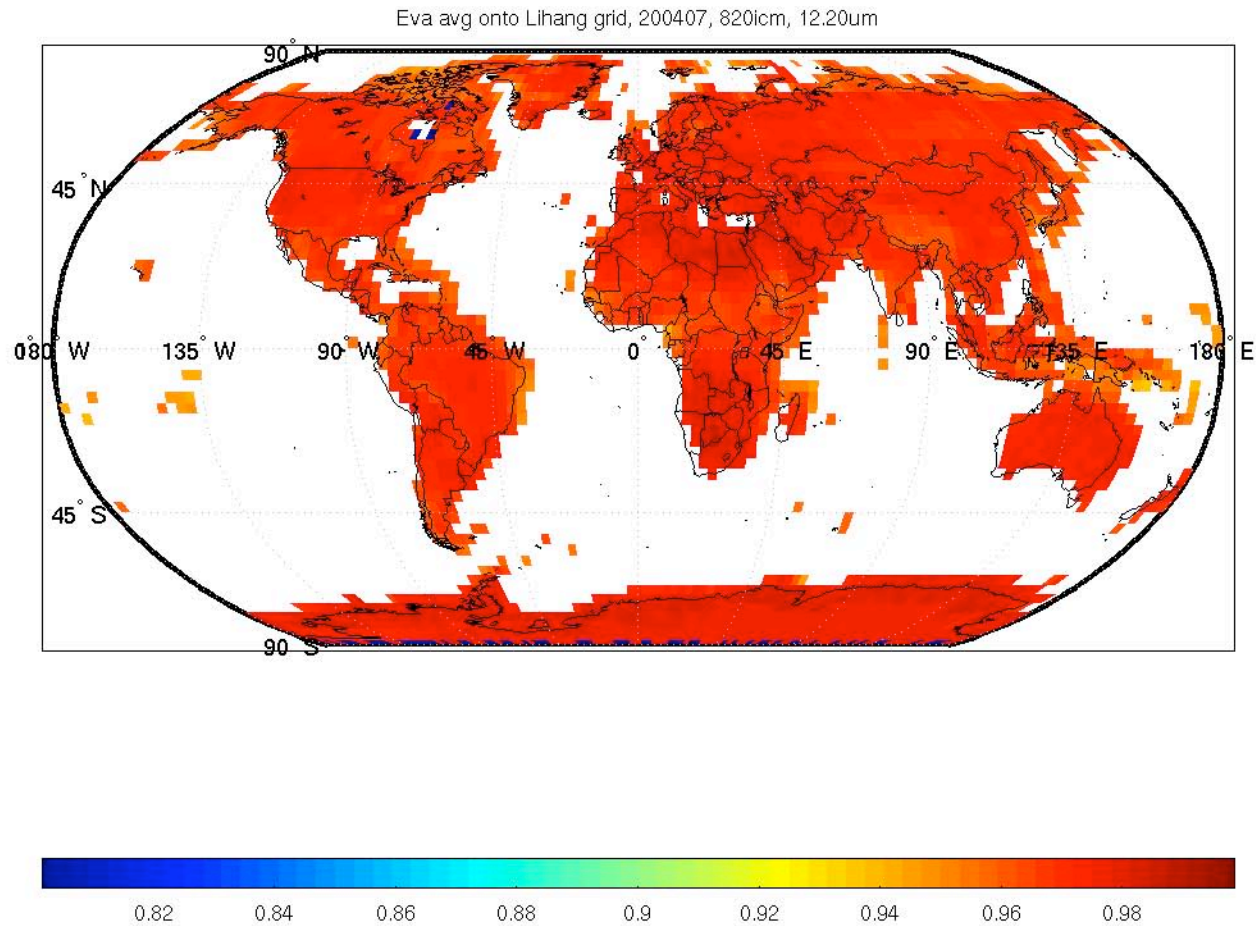 Eva avg onto Lihang grid, 200407, 820icm, 12.20um
90° N
45° N
180° W 135° W 90° W 45° W 0 45° E 90° E 135° E 180° E
45° S
90° S
0.82 0.84 0.86 0.88 0.9 0.92 0.94 0.96 0.98